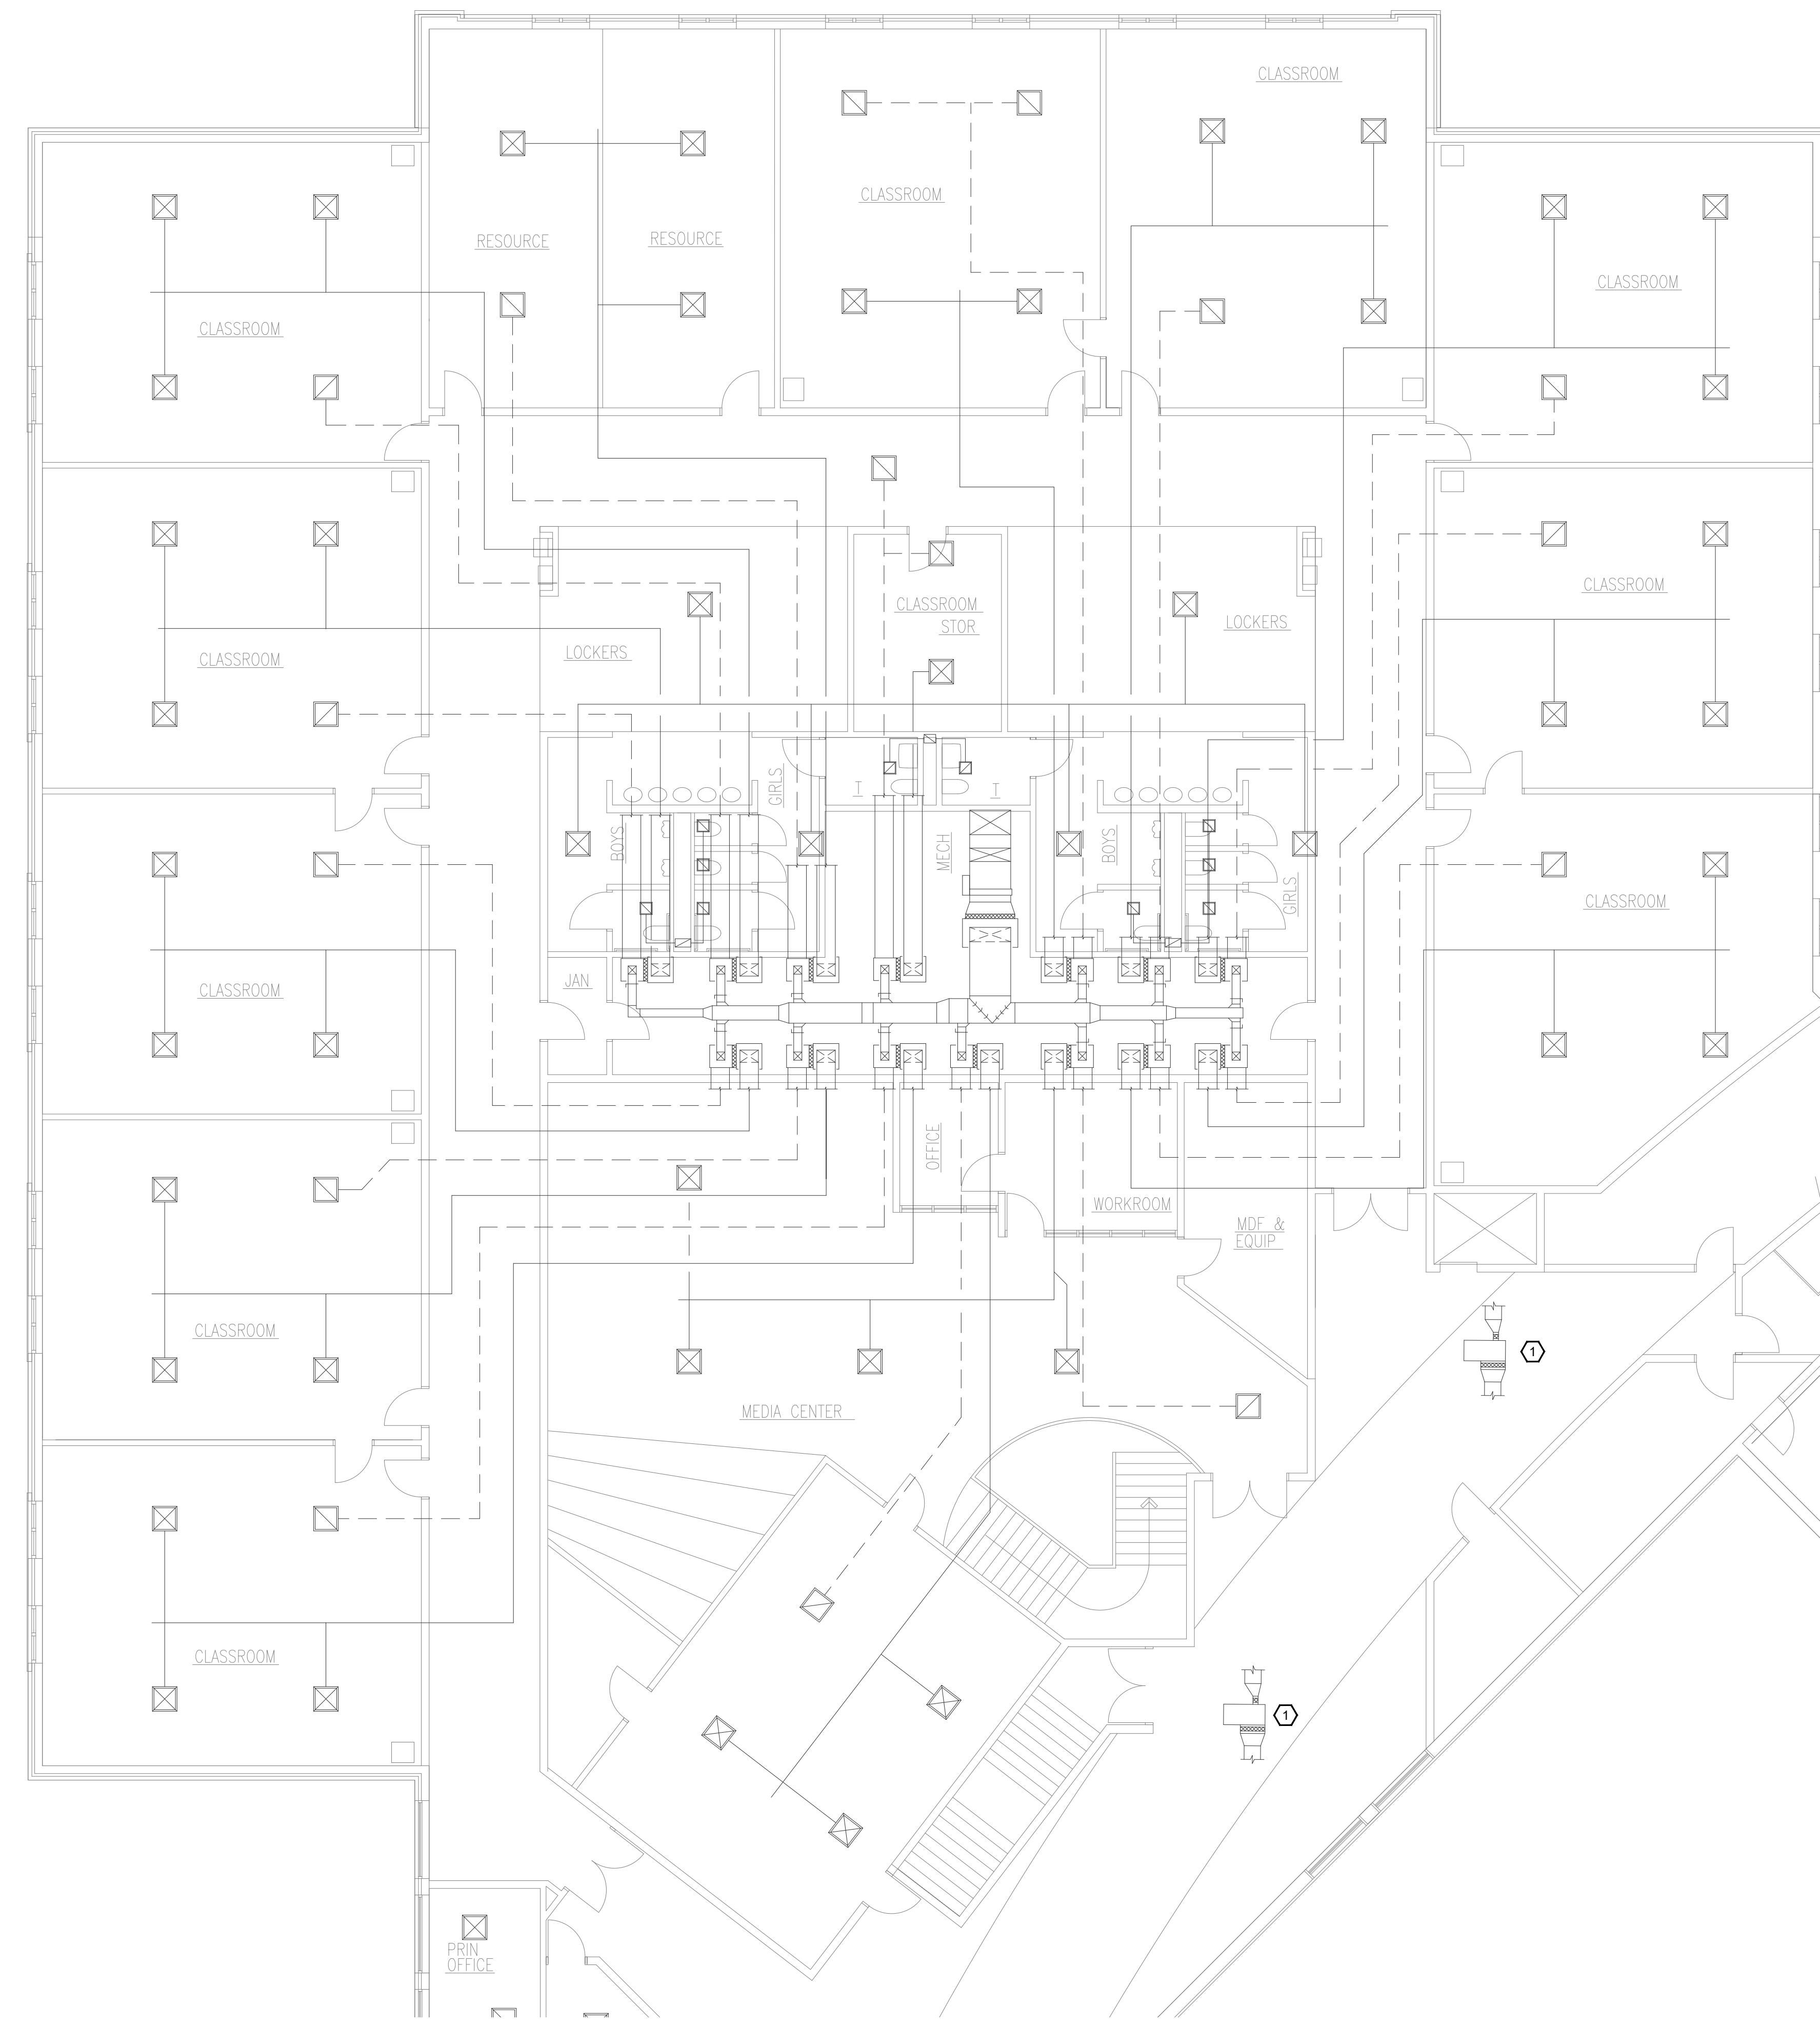 CLASSROOM
CLASSROOM
RESOURCE
RESOURCE
CLASSROOM
CLASSROOM
CLASSROOM
CLASSROOM
STOR
LOCKERS
LOCKERS
CLASSROOM
GIRLS
BOYS
T
T
MECH
BOYS
GIRLS
CLASSROOM
JAN
CLASSROOM
OFFICE
WORKROOM
MDF &
EQUIP
CLASSROOM
1
MEDIA CENTER
CLASSROOM
1
PRIN
OFFICE